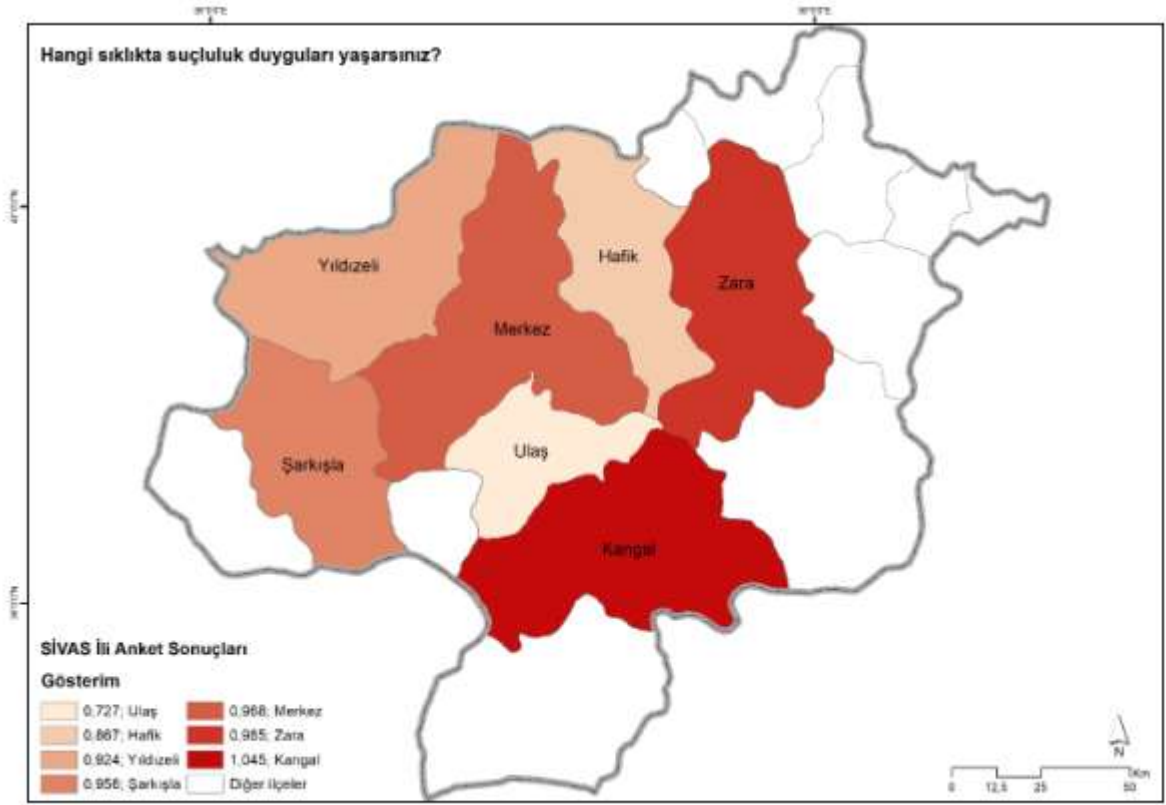 Hangi sıklıkta suçluluk duyguları yaşarsınız?
Yıldızeli
Hafik
Zara
Merkez
Ulaş
Şarkışla
Kangal
SİVAS İli Anket Sonuçları
Gösterim
0,727; Ulaş
0,867; Hafik
0,924; Yıldızeli
0,956; Şarkışla
0,968; Merkez
0,985; Zara
1,045; Kangal
Diğer ilçeler
N
Km
0 12,5 25 50